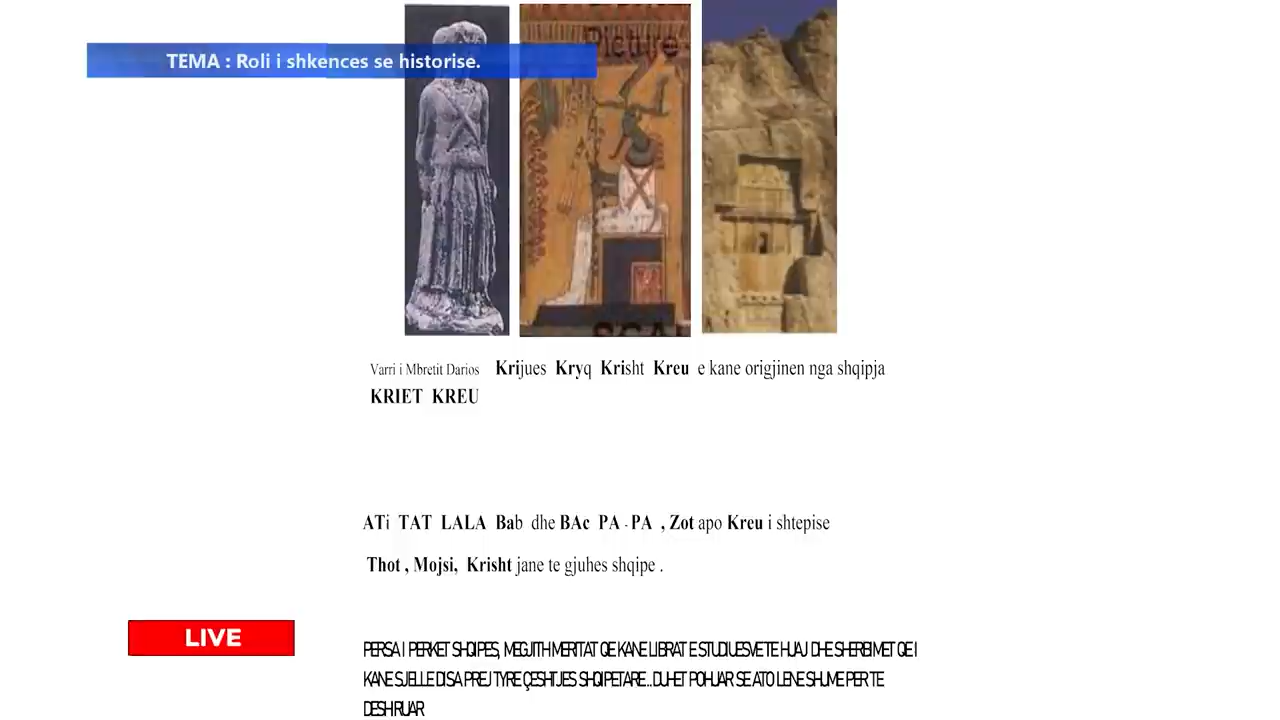 TEMA : Roli i shkences se historise.
Picture
Varri i Mbretit Darios Krijues Kryq Krisht Kreu e kane origjinen nga shqipja
KRIET KREU
ATi TAT LALA Bab dhe BAc PA - PA , Zot apo Kreu i shtepise
Thot , Mojsi, Krisht jane te gjuhes shqipe .
LIVE
PERSA I PERKET SHQIPES, MEGJITH MERITAT QE KANE LIBRAT E STUDIUESVE TE HUAJ DHE SHERBIMET QE I
KANE SJELLE DISA PREJ TYRE ÇESHTJES SHQIPETARE.. DUHET POHUAR SE ATO LENE SHUME PER TE
DESHIRUAR